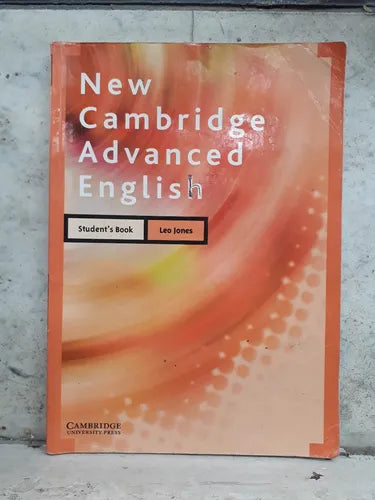 New
Cambridge
Advanced
English
Student's Book
Leo Jones
CAMBRIDGE
UNIVERSITY PRESS